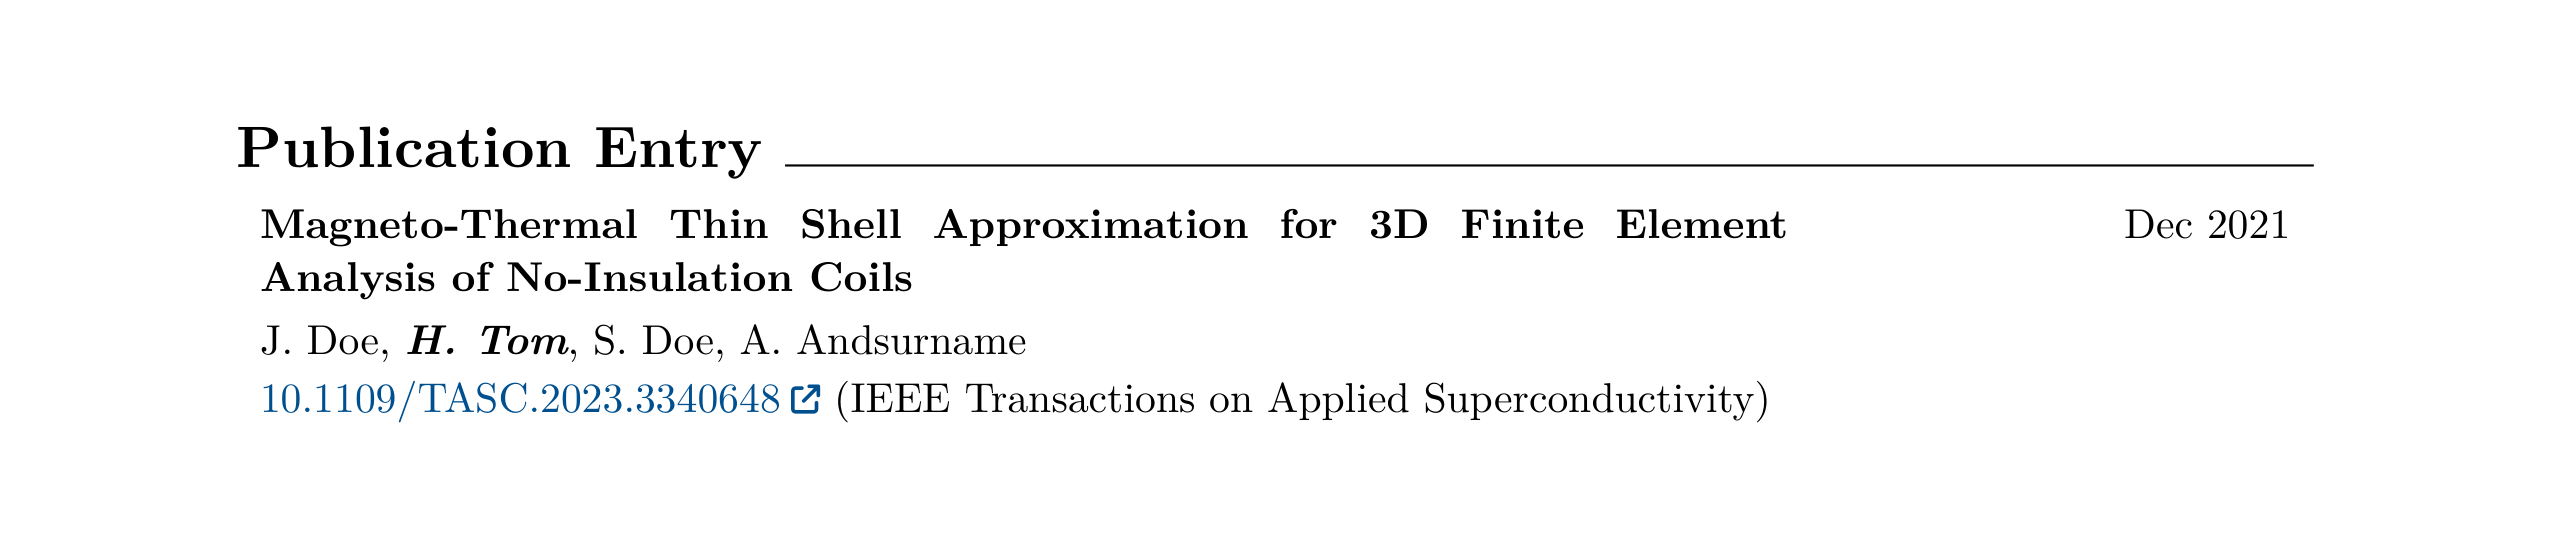 Publication Entry
Magneto-Thermal Thin Shell Approximation for 3D Finite Element Dec 2021
Analysis of No-Insulation Coils
J. Doe, H. Tom, S. Doe, A. Andsurname
10.1109/TASC.2023.3340648 (IEEE Transactions on Applied Superconductivity)